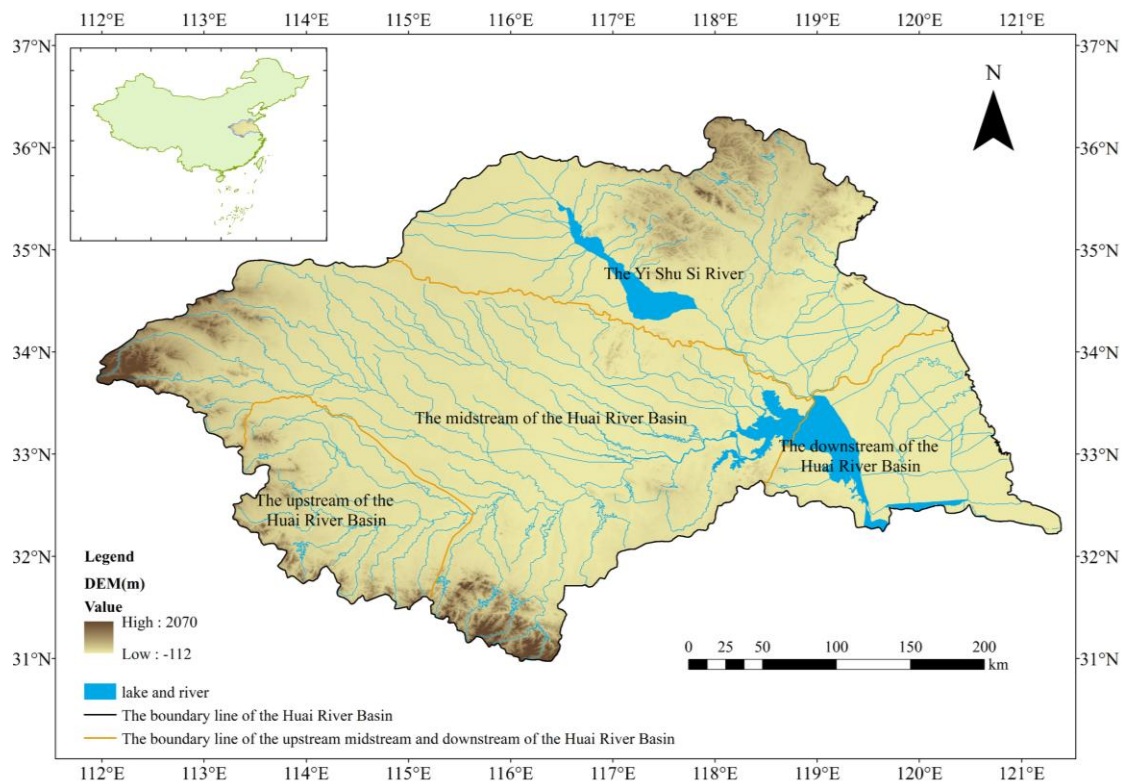 112°E 113°E 114°E 115°E 116°E 117°E 118°E 119°E 120°E 121°E
37°N 37°N
N
36°N 36°N
35°N 35°N
The Yi Shu Si River
34°N 34°N
The midstream of the Huai River Basin
The downstream of the
Huai River Basin
33°N 33°N
The upstream of the
Huai River Basin
32°N 32°N
Legend
DEM(m)
Value
High : 2070
Low : -112
31°N 31°N
0 25 50 100 150 200
km
lake and river
The boundary line of the Huai River Basin
The boundary line of the upstream midstream and downstream of the Huai River Basin
112°E 113°E 114°E 115°E 116°E 117°E 118°E 119°E 120°E 121°E